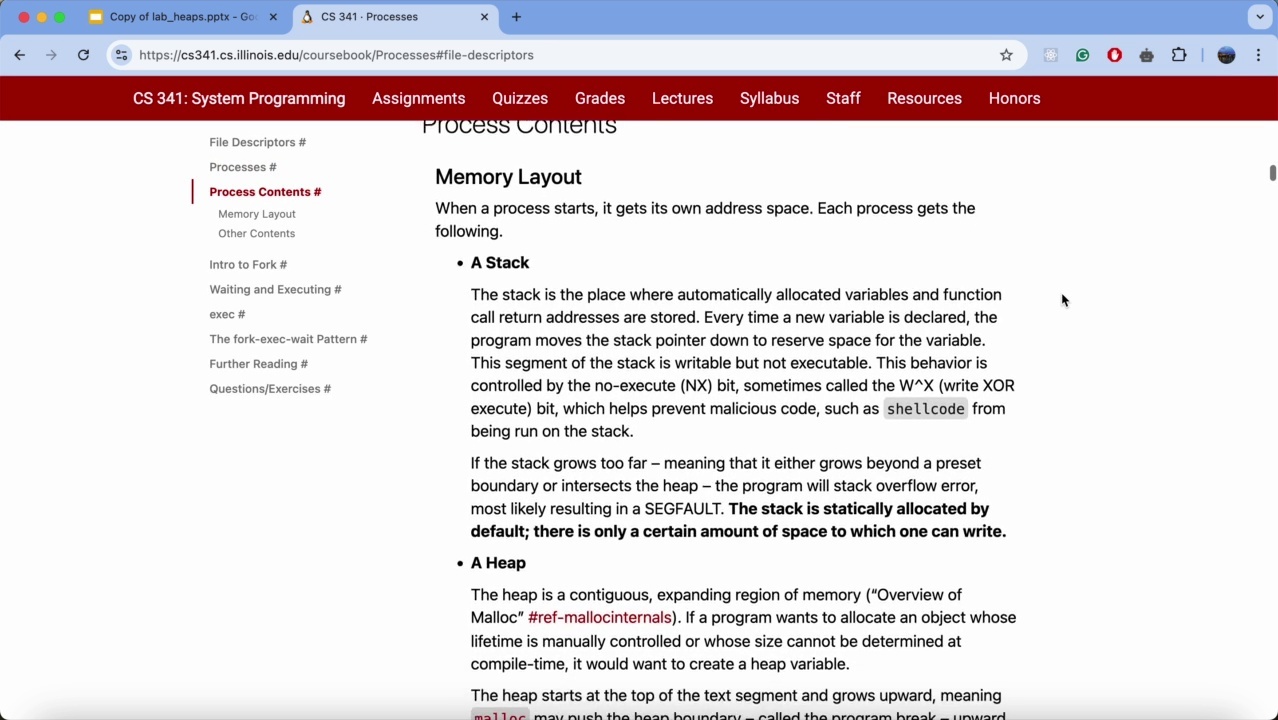 Copy of lab_heaps.pptx - Goo
CS 341 · Processes
https://cs341.cs.illinois.edu/coursebook/Processes#file-descriptors
CS 341: System Programming Assignments Quizzes Grades Lectures Syllabus Staff Resources Honors
File Descriptors #
Processes #
Process Contents #
Memory Layout
Other Contents
Intro to Fork #
Waiting and Executing #
exec #
The fork-exec-wait Pattern #
Further Reading #
Questions/Exercises #
Process Contents
Memory Layout
When a process starts, it gets its own address space. Each process gets the
following.
• A Stack
The stack is the place where automatically allocated variables and function
call return addresses are stored. Every time a new variable is declared, the
program moves the stack pointer down to reserve space for the variable.
This segment of the stack is writable but not executable. This behavior is
controlled by the no-execute (NX) bit, sometimes called the W^X (write XOR
execute) bit, which helps prevent malicious code, such as shellcode from
being run on the stack.
If the stack grows too far – meaning that it either grows beyond a preset
boundary or intersects the heap – the program will stack overflow error,
most likely resulting in a SEGFAULT. The stack is statically allocated by
default; there is only a certain amount of space to which one can write.
• A Heap
The heap is a contiguous, expanding region of memory (“Overview of
Malloc” #ref-mallocinternals). If a program wants to allocate an object whose
lifetime is manually controlled or whose size cannot be determined at
compile-time, it would want to create a heap variable.
The heap starts at the top of the text segment and grows upward, meaning
malloc may push the heap boundary – called the program break – upward